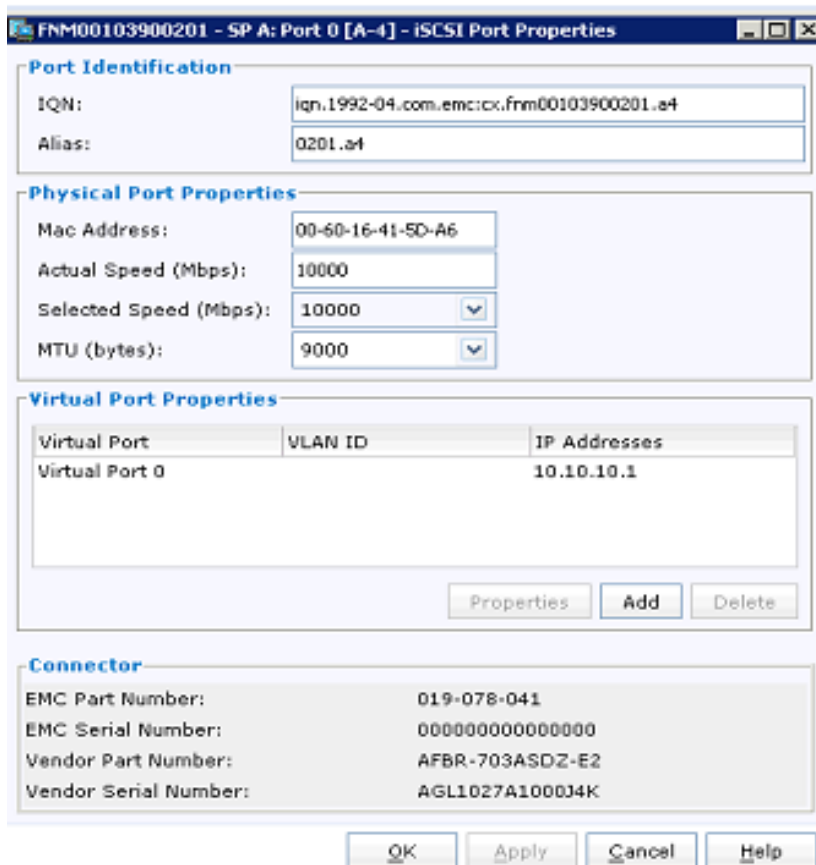 FNM00103900201 - SP A: Port 0 [A-4] - iSCSI Port Properties
Port Identification
IQN: iqn.1992-04.com.emc:cx.fnm00103900201.a4
Alias: 0201.a4
Physical Port Properties
Mac Address: 00-60-16-41-5D-A6
Actual Speed (Mbps): 10000
Selected Speed (Mbps): 10000
MTU (bytes): 9000
Virtual Port Properties
Virtual Port VLAN ID IP Addresses
Virtual Port 0 10.10.10.1
Properties Add Delete
Connector
EMC Part Number: 019-078-041
EMC Serial Number: 000000000000000
Vendor Part Number: AFBR-703ASDZ-E2
Vendor Serial Number: AGL1027A1000J4K
OK Apply Cancel Help